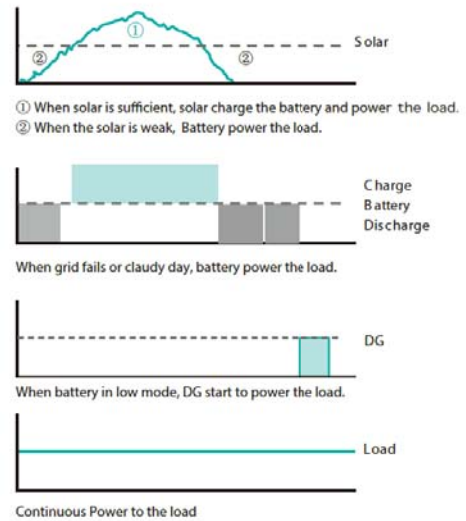 ①
②
②
Solar
① When solar is sufficient, solar charge the battery and power the load.
② When the solar is weak, Battery power the load.
Charge
Battery
Discharge
When grid fails or claudy day, battery power the load.
DG
When battery in low mode, DG start to power the load.
Load
Continuous Power to the load